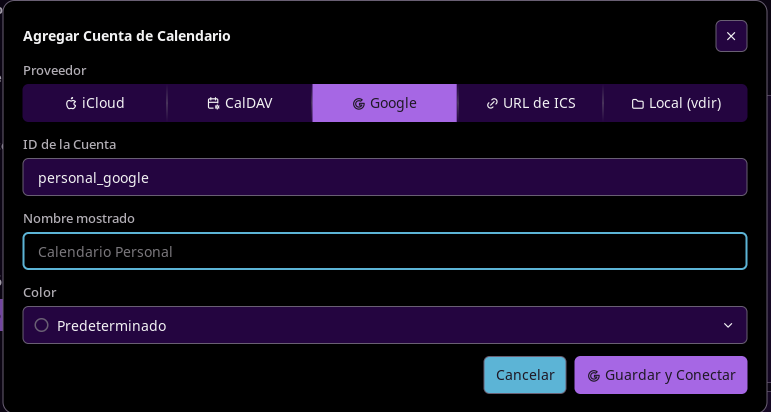 Agregar Cuenta de Calendario
Proveedor
iCloud
CalDAV
Google
URL de ICS
Local (vdir)
ID de la Cuenta
personal_google
Nombre mostrado
Calendario Personal
Color
Predeterminado
Cancelar
Guardar y Conectar